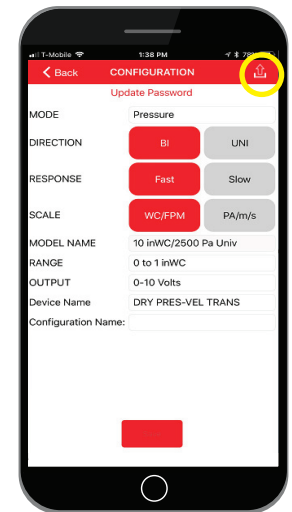 T-Mobile 1:38 PM
Back CONFIGURATION
Update Password
MODE Pressure
DIRECTION BI UNI
RESPONSE Fast Slow
SCALE WC/FPM PA/m/s
MODEL NAME 10 inWC/2500 Pa Univ
RANGE 0 to 1 inWC
OUTPUT 0-10 Volts
Device Name DRY PRES-VEL TRANS
Configuration Name: